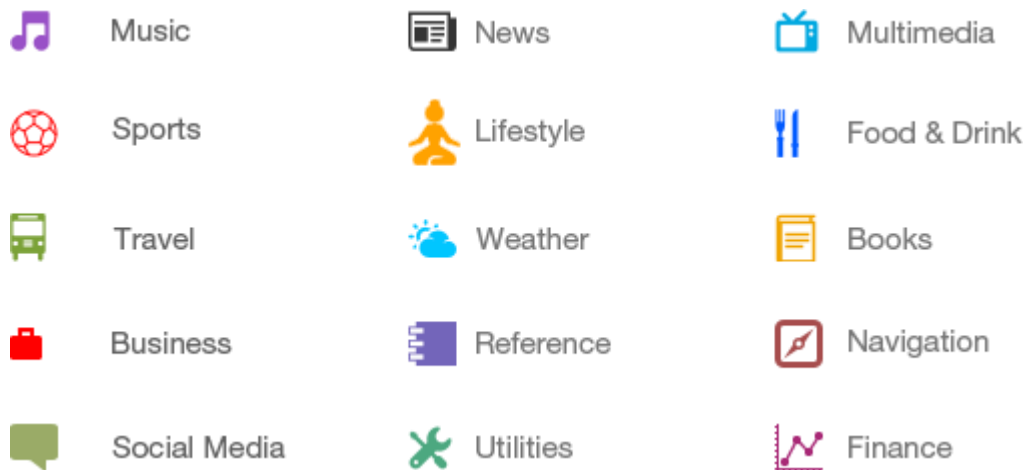 Music
News
Multimedia
Sports
Lifestyle
Food & Drink
Travel
Weather
Books
Business
Reference
Navigation
Social Media
Utilities
Finance